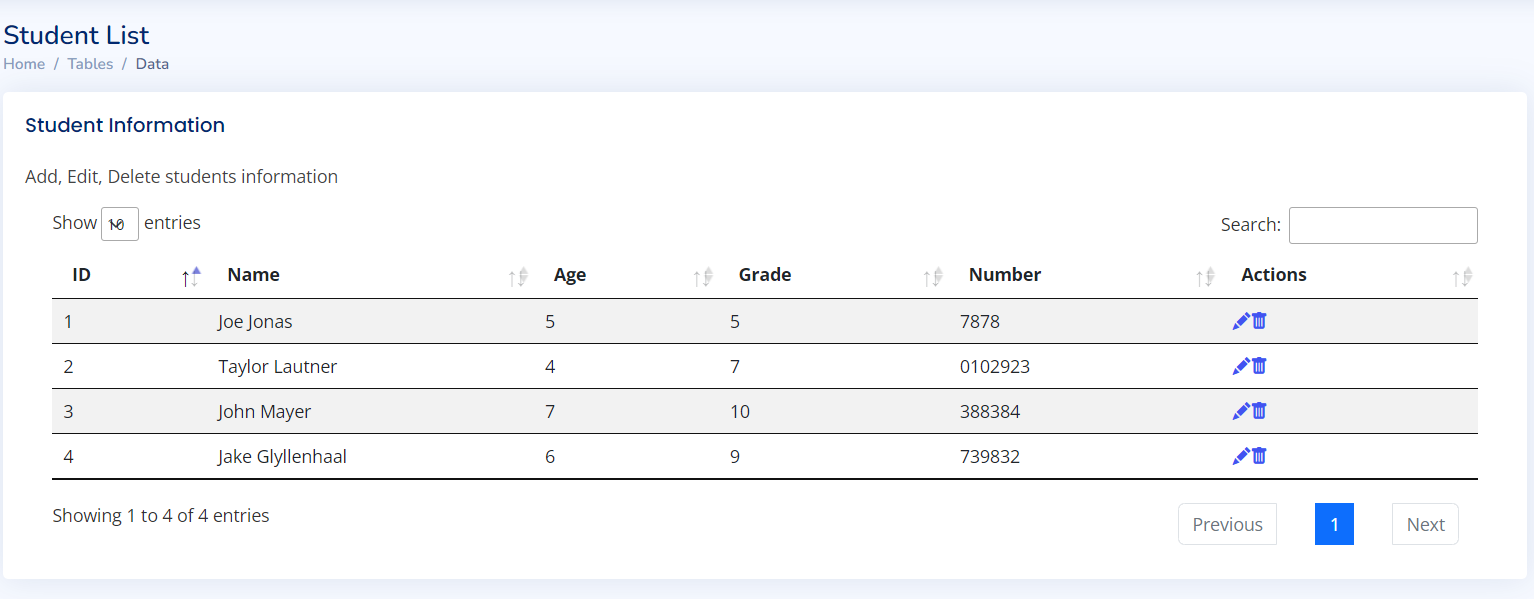 Student List
Home / Tables / Data
Student Information
Add, Edit, Delete students information
Show 10 entries
Search:
ID Name Age Grade Number Actions
1 Joe Jonas 5 5 7878
2 Taylor Lautner 4 7 0102923
3 John Mayer 7 10 388384
4 Jake Glyllenhaal 6 9 739832
Showing 1 to 4 of 4 entries
Previous 1 Next